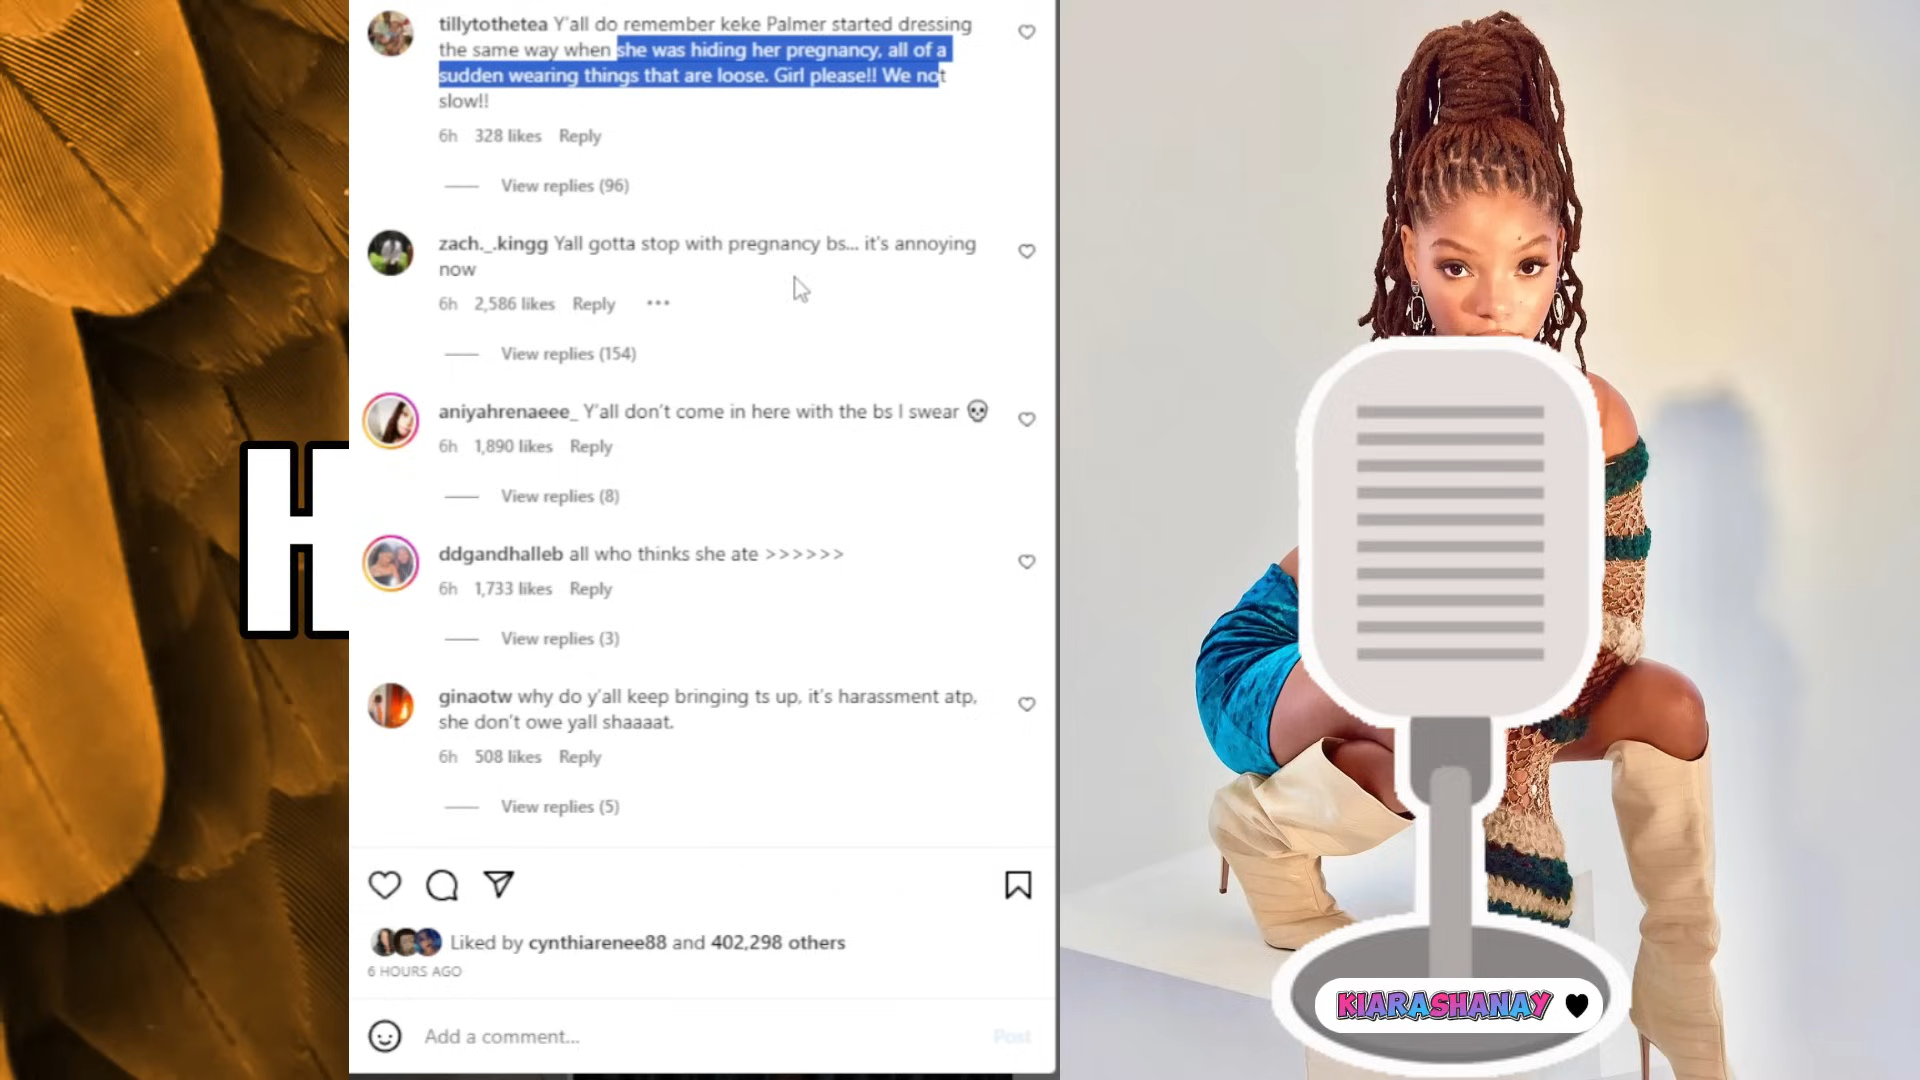 tillytothetea Y'all do remember keke Palmer started dressing
the same way when she was hiding her pregnancy, all of a
sudden wearing things that are loose. Girl please!! We not
slow!!
6h 328 likes Reply
View replies (96)
zach._.kingg Yall gotta stop with pregnancy bs... it's annoying
now
6h 2,586 likes Reply •••
View replies (154)
aniyahrenaeee_ Y'all don't come in here with the bs I swear 💀
6h 1,890 likes Reply
View replies (8)
H
ddgandhalleb all who thinks she ate >>>>>>
6h 1,733 likes Reply
View replies (3)
ginaotw why do y'all keep bringing ts up, it's harassment atp,
she don't owe yall shaaaat.
6h 508 likes Reply
View replies (5)
Liked by cynthiarenee88 and 402,298 others
6 HOURS AGO
Add a comment...
Post
KIARASHANAY 🖤